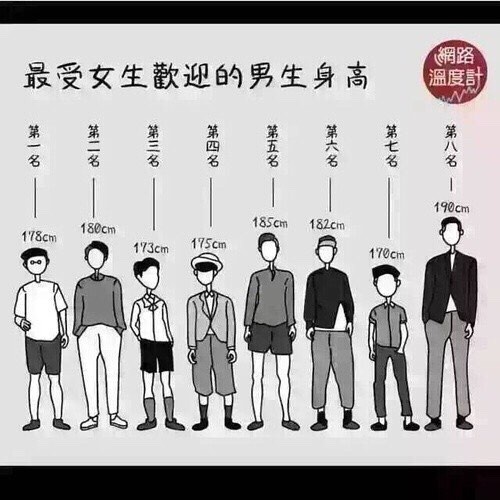 最受女生歡迎的男生身高
網路
溫度計
第一名
第二名
第三名
第四名
第五名
第六名
第七名
第八名
178cm
180cm
173cm
175cm
185cm
182cm
170cm
190cm